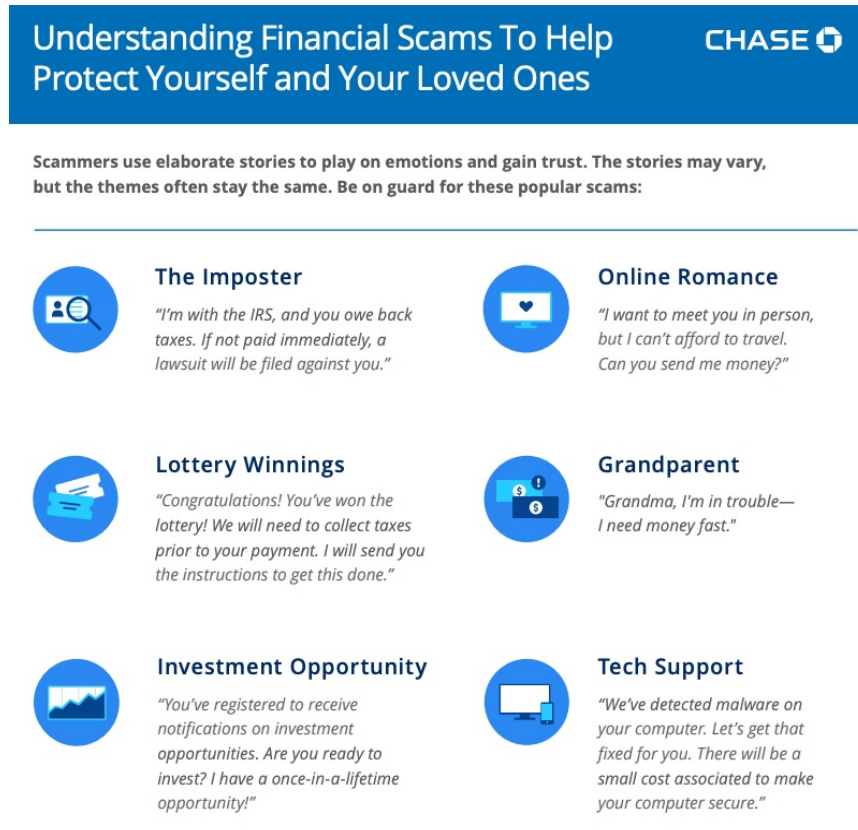 Understanding Financial Scams To Help
Protect Yourself and Your Loved Ones
CHASE
Scammers use elaborate stories to play on emotions and gain trust. The stories may vary,
but the themes often stay the same. Be on guard for these popular scams:
The Imposter
“I’m with the IRS, and you owe back
taxes. If not paid immediately, a
lawsuit will be filed against you.”
Online Romance
“I want to meet you in person,
but I can’t afford to travel.
Can you send me money?”
Lottery Winnings
“Congratulations! You’ve won the
lottery! We will need to collect taxes
prior to your payment. I will send you
the instructions to get this done.”
Grandparent
"Grandma, I'm in trouble—
I need money fast."
Investment Opportunity
“You’ve registered to receive
notifications on investment
opportunities. Are you ready to
invest? I have a once-in-a-lifetime
opportunity!”
Tech Support
“We’ve detected malware on
your computer. Let’s get that
fixed for you. There will be a
small cost associated to make
your computer secure.”